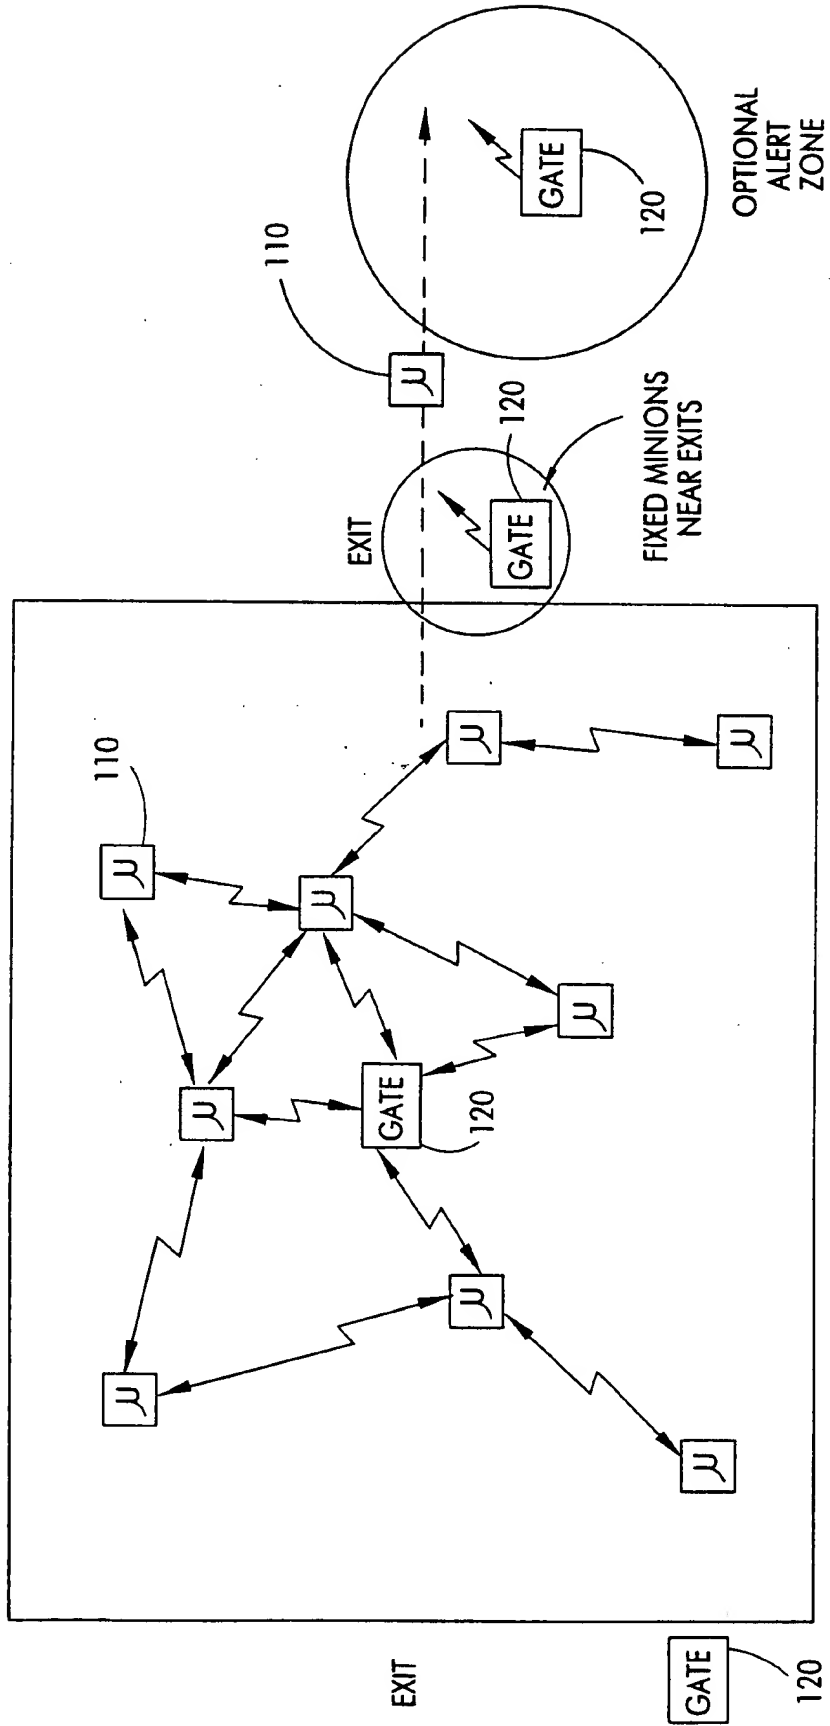 110
μ
μ
μ
110
μ
EXIT
GATE
EXIT
μ
μ
μ
120
120
GATE
GATE
μ
120
FIXED MINIONS
NEAR EXITS
GATE
μ
μ
OPTIONAL
ALERT
ZONE
120